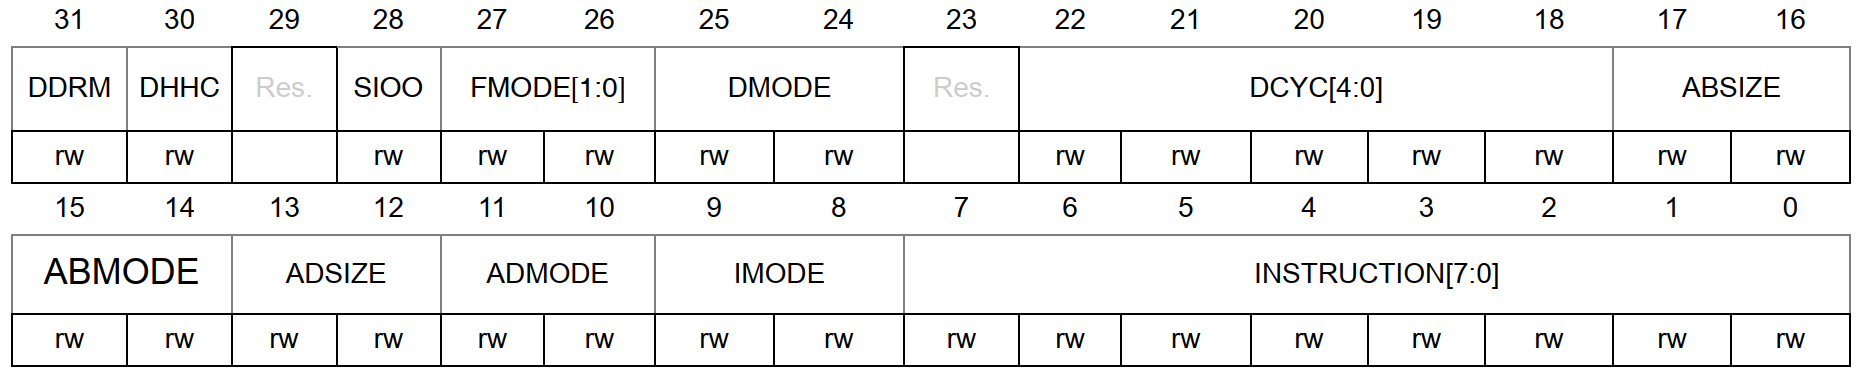 31 30 29 28 27 26 25 24 23 22 21 20 19 18 17 16
DDRM DHHC Res. SIOO FMODE[1:0] DMODE Res. DCYC[4:0] ABSIZE
rw rw rw rw rw rw rw rw rw rw rw rw rw rw
15 14 13 12 11 10 9 8 7 6 5 4 3 2 1 0
ABMODE ADSIZE ADMODE IMODE INSTRUCTION[7:0]
rw rw rw rw rw rw rw rw rw rw rw rw rw rw rw rw